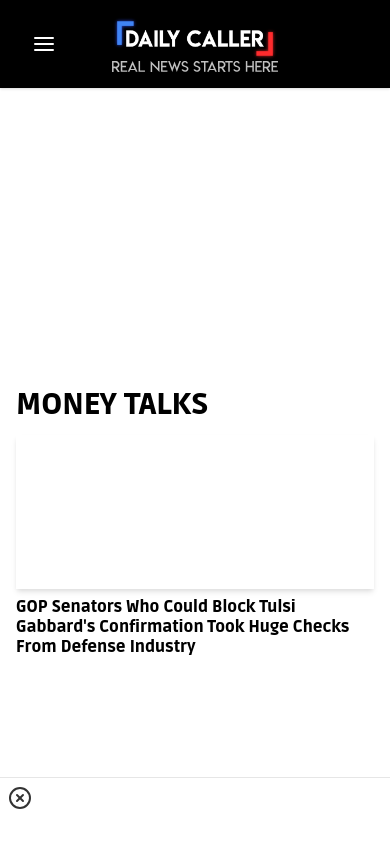 DAILY CALLER
REAL NEWS STARTS HERE
MONEY TALKS
GOP Senators Who Could Block Tulsi
Gabbard's Confirmation Took Huge Checks
From Defense Industry